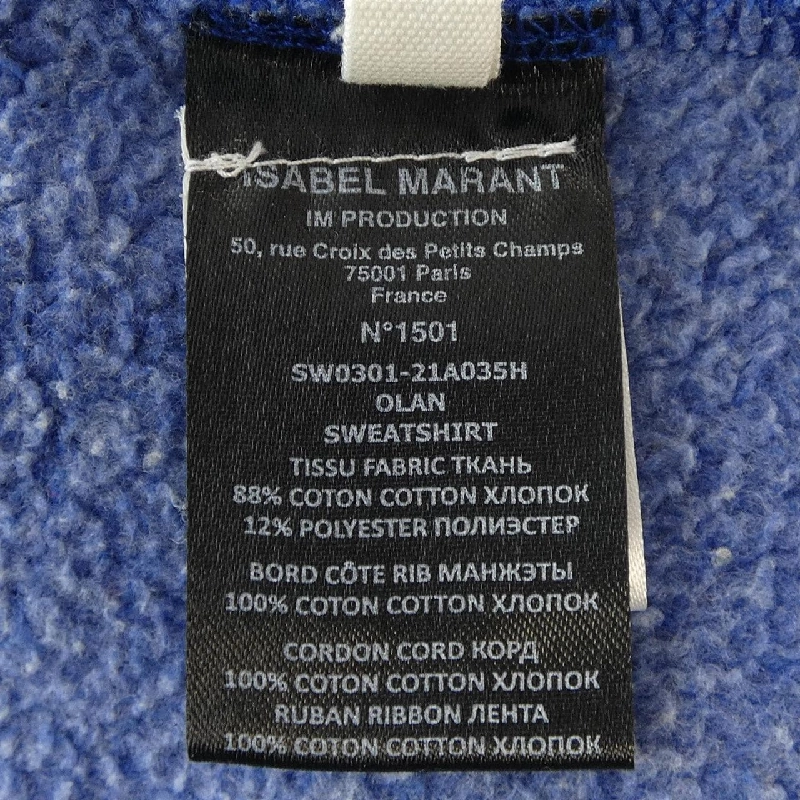 ISABEL MARANT
IM PRODUCTION
50, rue Croix des Petits Champs
75001 Paris
France
N°1501
SW0301-21A035H
OLAN
SWEATSHIRT
TISSU FABRIC ТКАНЬ
88% COTON COTTON ХЛОПОК
12% POLYESTER ПОЛИЭСТЕР
BORD CÔTE RIB МАНЖЭТЫ
100% COTON COTTON ХЛОПОК
CORDON CORD КОРД
100% COTON COTTON ХЛОПОК
RUBAN RIBBON ЛЕНТА
100% COTON COTTON ХЛОПОК